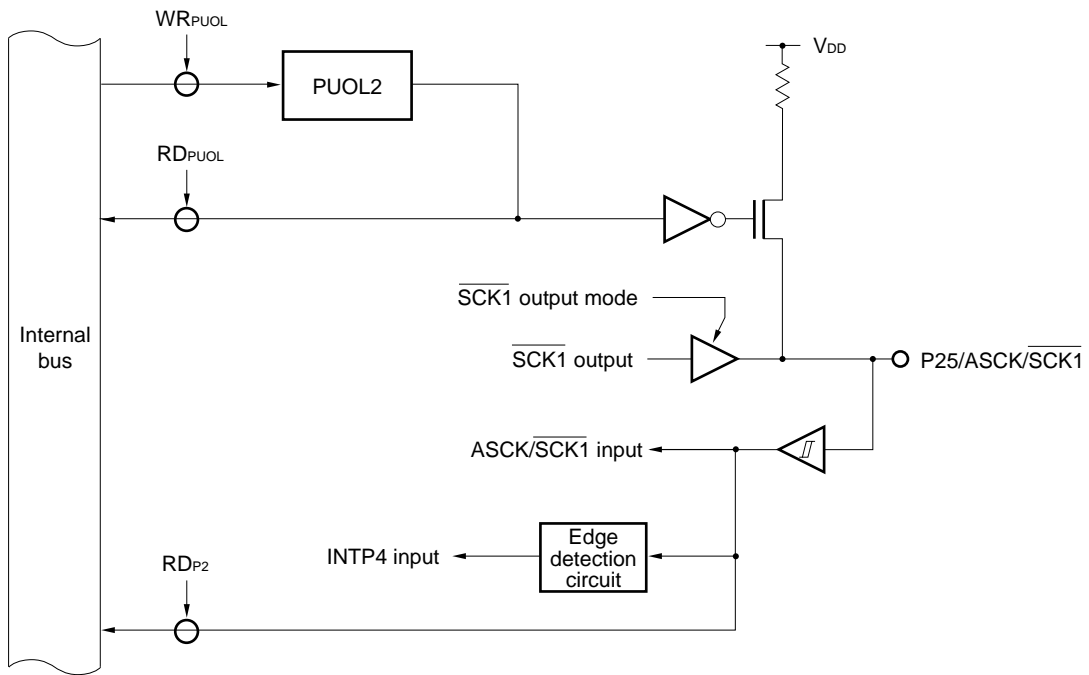 WRPUOL
VDD
PUOL2
RDPUOL
SCK1 output mode
Internal
bus
SCK1 output
P25/ASCK/SCK1
ASCK/SCK1 input
Edge
detection
circuit
INTP4 input
RDP2